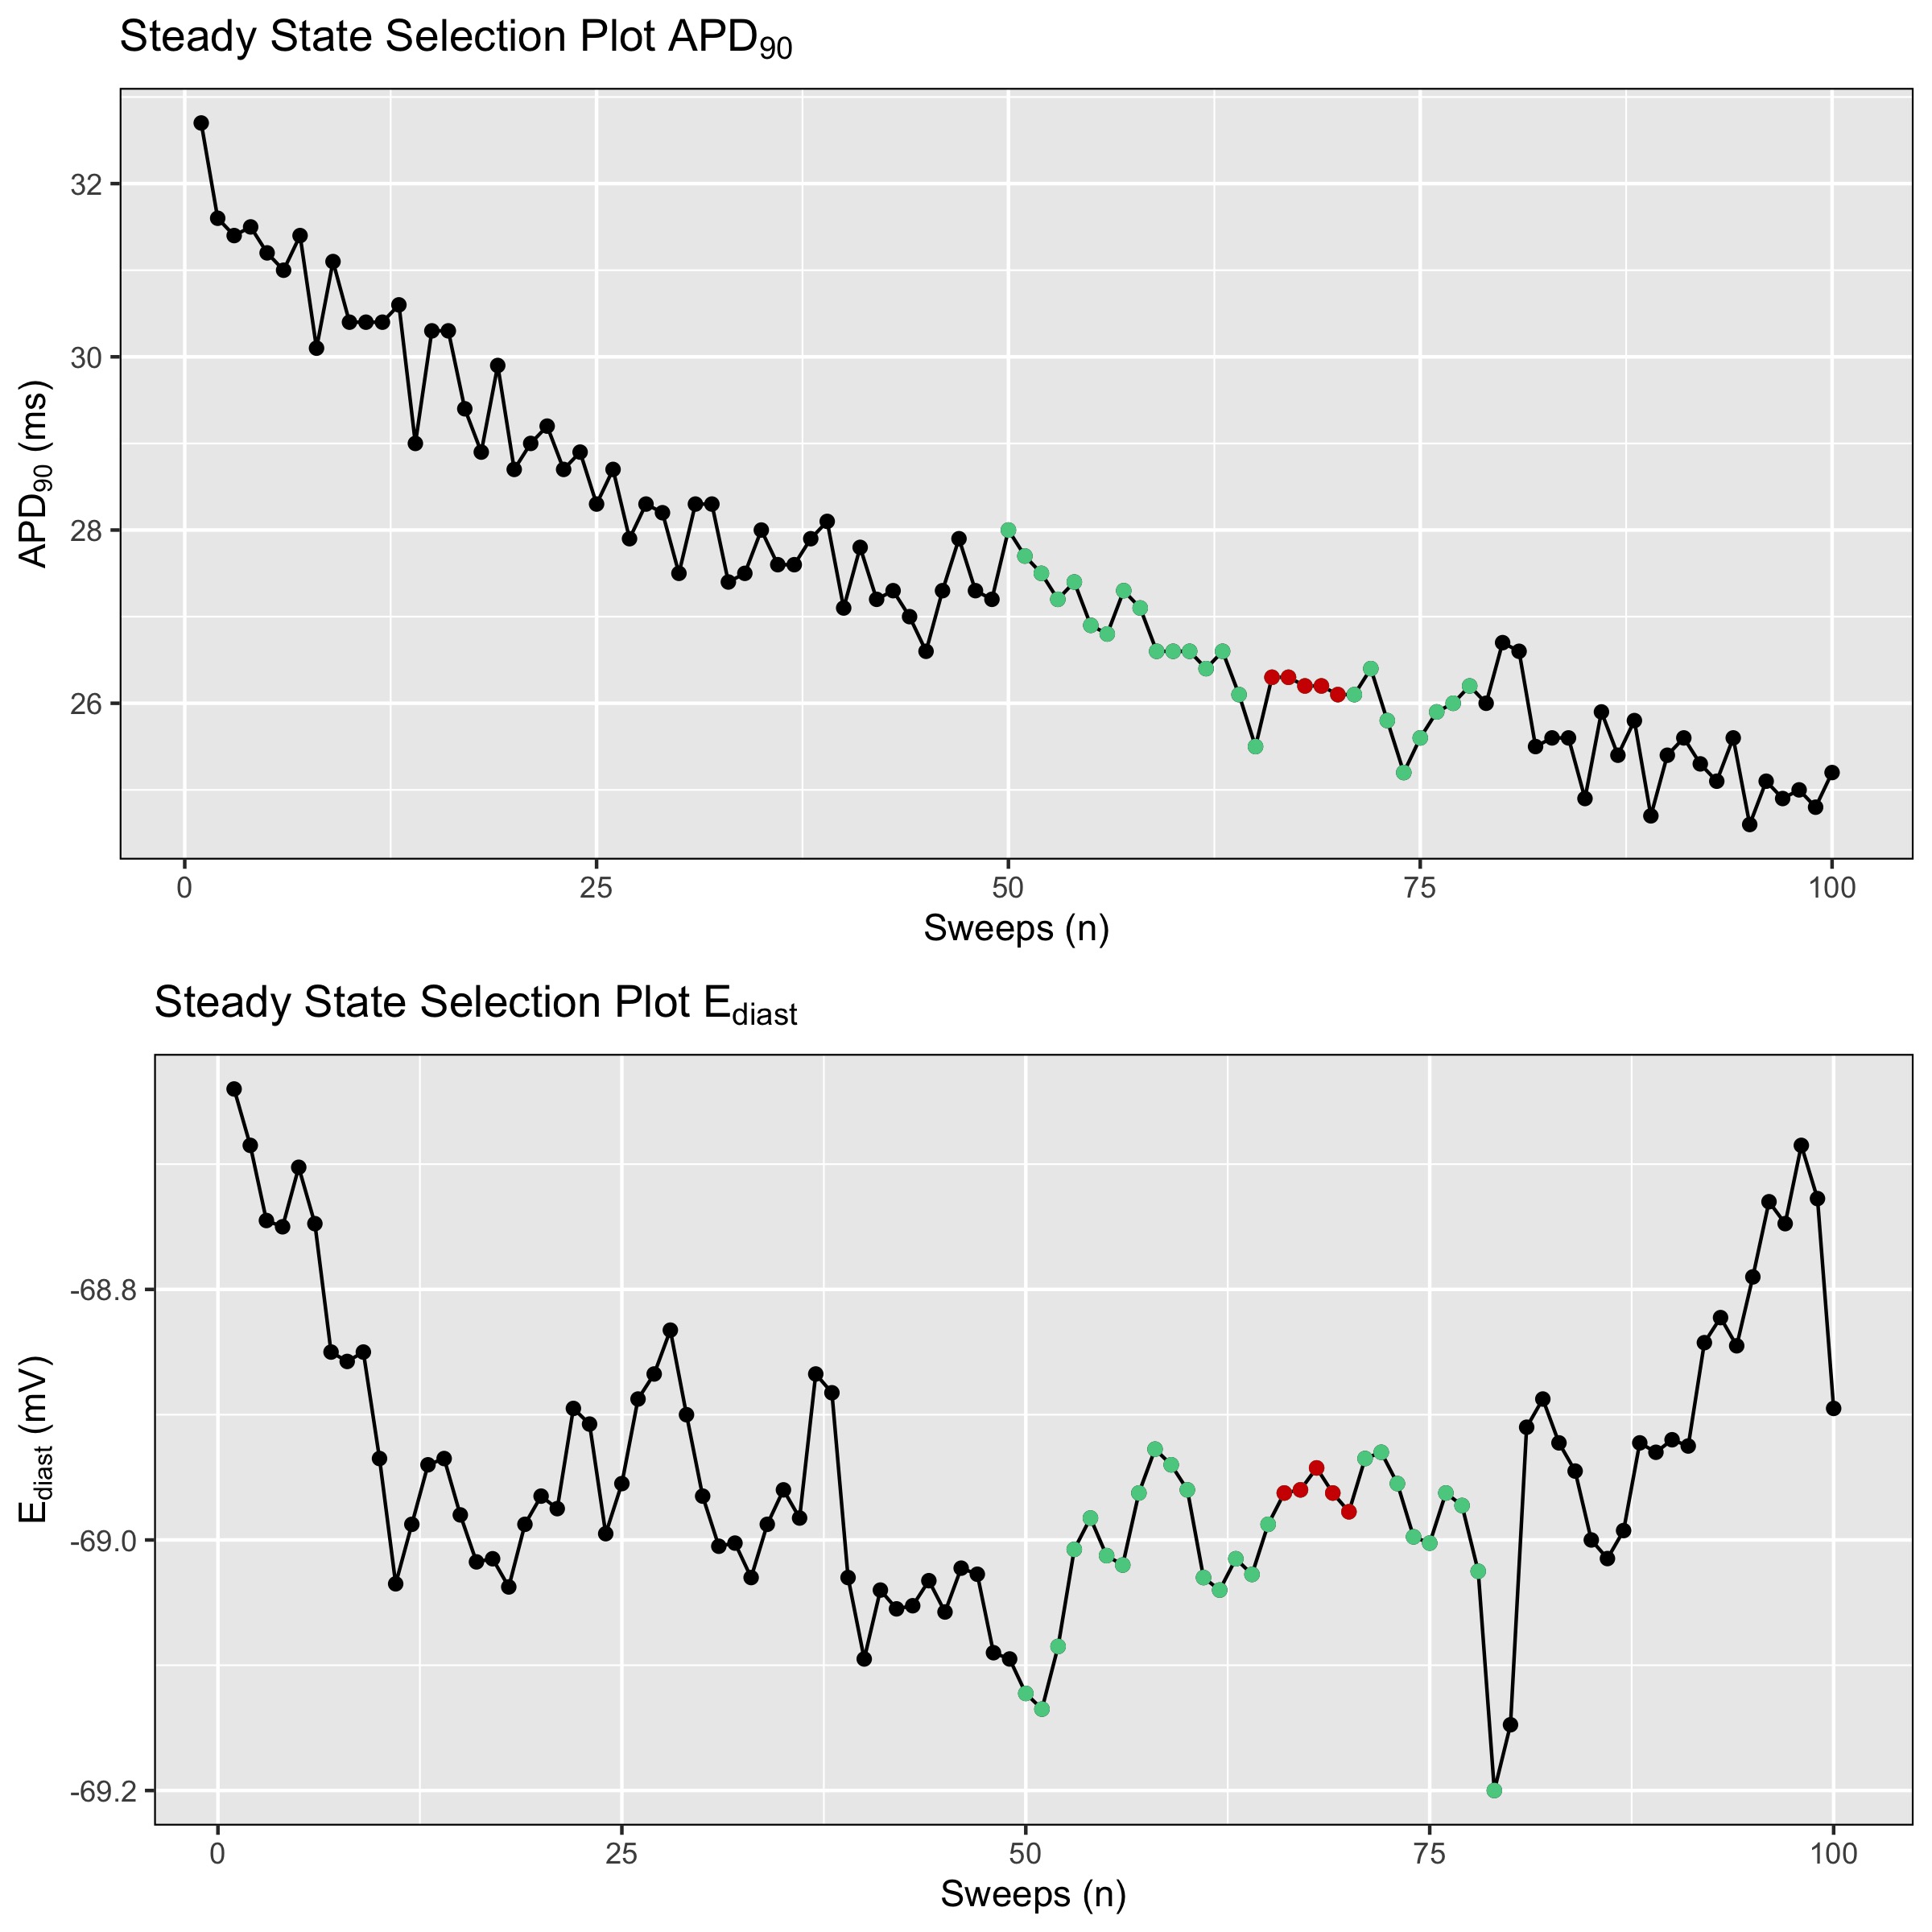 Steady State Selection Plot APD90
APD90 (ms)
32
30
28
26
0 25 50 75 100
Sweeps (n)
Steady State Selection Plot Ediast
Ediast (mV)
-68.8
-69.0
-69.2
0 25 50 75 100
Sweeps (n)